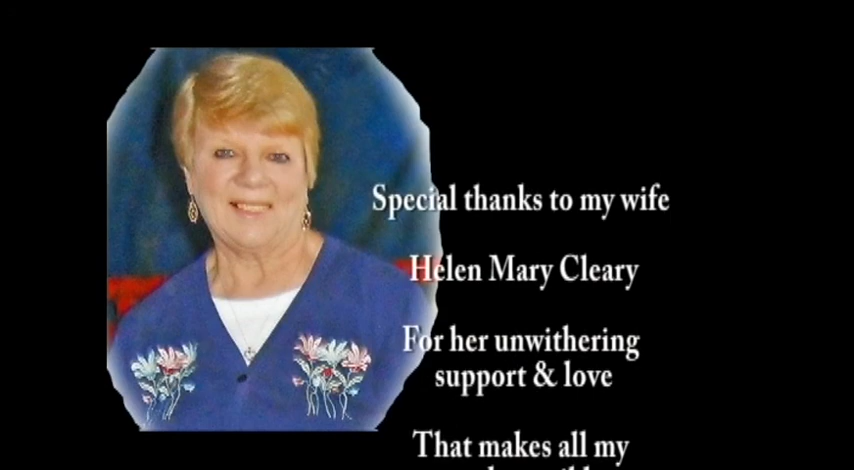 Special thanks to my wife
Helen Mary Cleary
For her unwithering
support & love
That makes all my